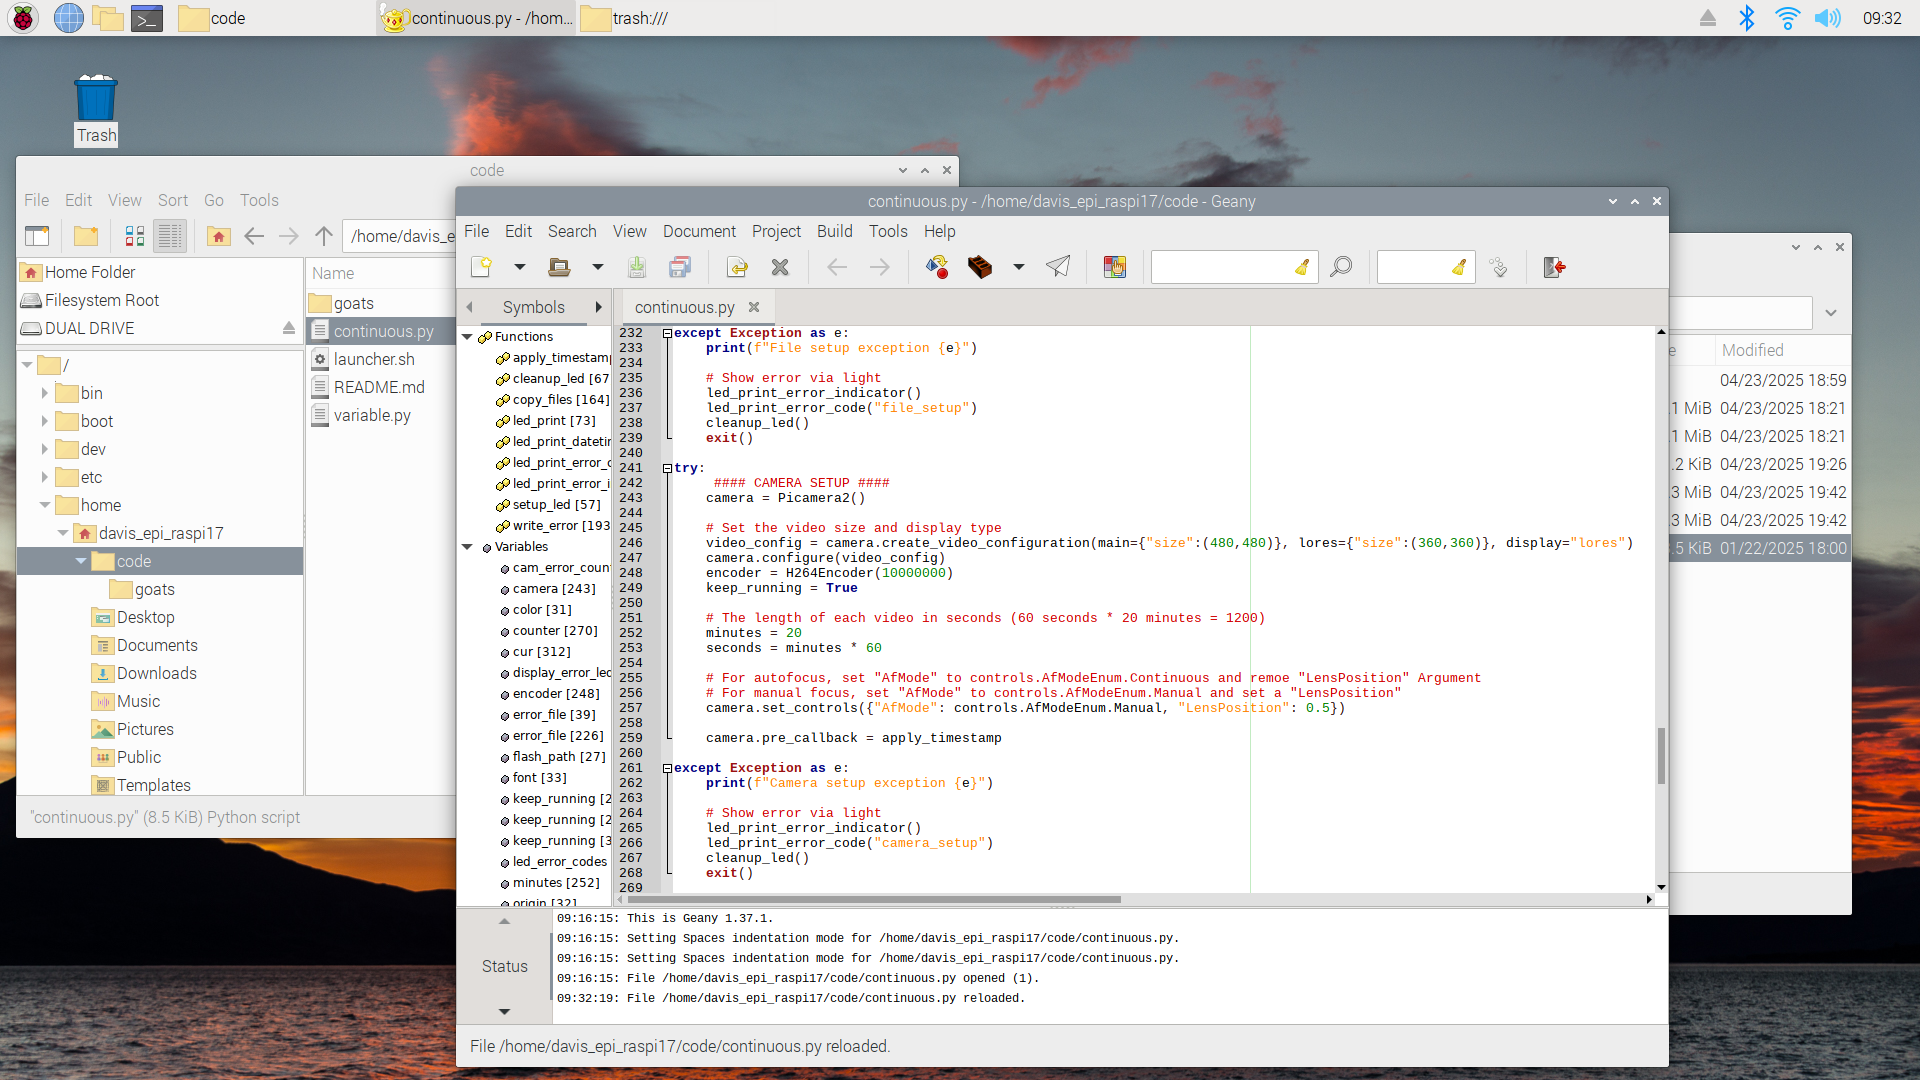 code
continuous.py - /hom...
trash:///
09:32
Trash
code
File Edit View Sort Go Tools
/home/davis_e
Home Folder
Filesystem Root
DUAL DRIVE
/
bin
boot
dev
etc
home
davis_epi_raspi17
code
goats
Desktop
Documents
Downloads
Music
Pictures
Public
Templates
Name
goats
continuous.py
launcher.sh
README.md
variable.py
"continuous.py" (8.5 KiB) Python script
continuous.py - /home/davis_epi_raspi17/code - Geany
File Edit Search View Document Project Build Tools Help
Symbols
continuous.py
Functions
apply_timestamp
cleanup_led [67
copy_files [164]
led_print [73]
led_print_datetin
led_print_error_c
led_print_error_i
setup_led [57]
write_error [193
Variables
cam_error_coun
camera [243]
color [31]
counter [270]
cur [312]
display_error_led
encoder [248]
error_file [39]
error_file [226]
flash_path [27]
font [33]
keep_running [2
keep_running [2
keep_running [3
led_error_codes
minutes [252]
origin [32]
232 except Exception as e:
233 print(f"File setup exception {e}")
234
235 # Show error via light
236 led_print_error_indicator()
237 led_print_error_code("file_setup")
238 cleanup_led()
239 exit()
240
241 try:
242 #### CAMERA SETUP ####
243 camera = Picamera2()
244
245 # Set the video size and display type
246 video_config = camera.create_video_configuration(main={"size":(480,480)}, lores={"size":(360,360)}, display="lores")
247 camera.configure(video_config)
248 encoder = H264Encoder(10000000)
249 keep_running = True
250
251 # The length of each video in seconds (60 seconds * 20 minutes = 1200)
252 minutes = 20
253 seconds = minutes * 60
254
255 # For autofocus, set "AfMode" to controls.AfModeEnum.Continuous and remoe "LensPosition" Argument
256 # For manual focus, set "AfMode" to controls.AfModeEnum.Manual and set a "LensPosition"
257 camera.set_controls({"AfMode": controls.AfModeEnum.Manual, "LensPosition": 0.5})
258
259 camera.pre_callback = apply_timestamp
260
261 except Exception as e:
262 print(f"Camera setup exception {e}")
263
264 # Show error via light
265 led_print_error_indicator()
266 led_print_error_code("camera_setup")
267 cleanup_led()
268 exit()
269
Status
09:16:15: This is Geany 1.37.1.
09:16:15: Setting Spaces indentation mode for /home/davis_epi_raspi17/code/continuous.py.
09:16:15: Setting Spaces indentation mode for /home/davis_epi_raspi17/code/continuous.py.
09:16:15: File /home/davis_epi_raspi17/code/continuous.py opened (1).
09:32:19: File /home/davis_epi_raspi17/code/continuous.py reloaded.
File /home/davis_epi_raspi17/code/continuous.py reloaded.
e Modified
04/23/2025 18:59
.1 MiB 04/23/2025 18:21
.1 MiB 04/23/2025 18:21
.2 KiB 04/23/2025 19:26
3 MiB 04/23/2025 19:42
3 MiB 04/23/2025 19:42
.5 KiB 01/22/2025 18:00